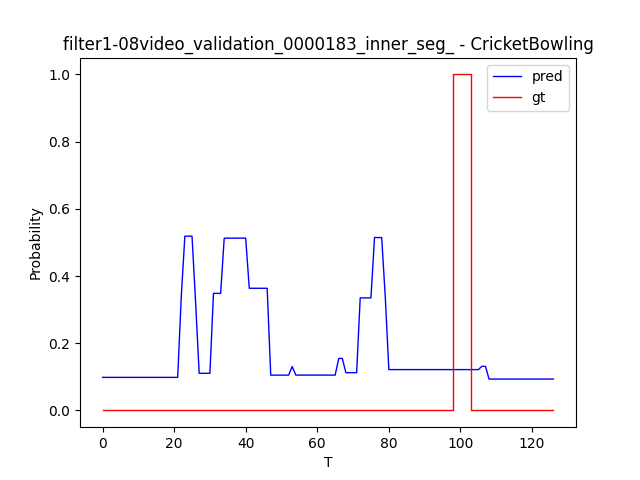 filter1-08video_validation_0000183_inner_seg_ - CricketBowling
pred
gt
Probability
1.0
0.8
0.6
0.4
0.2
0.0
0 20 40 60 80 100 120
T